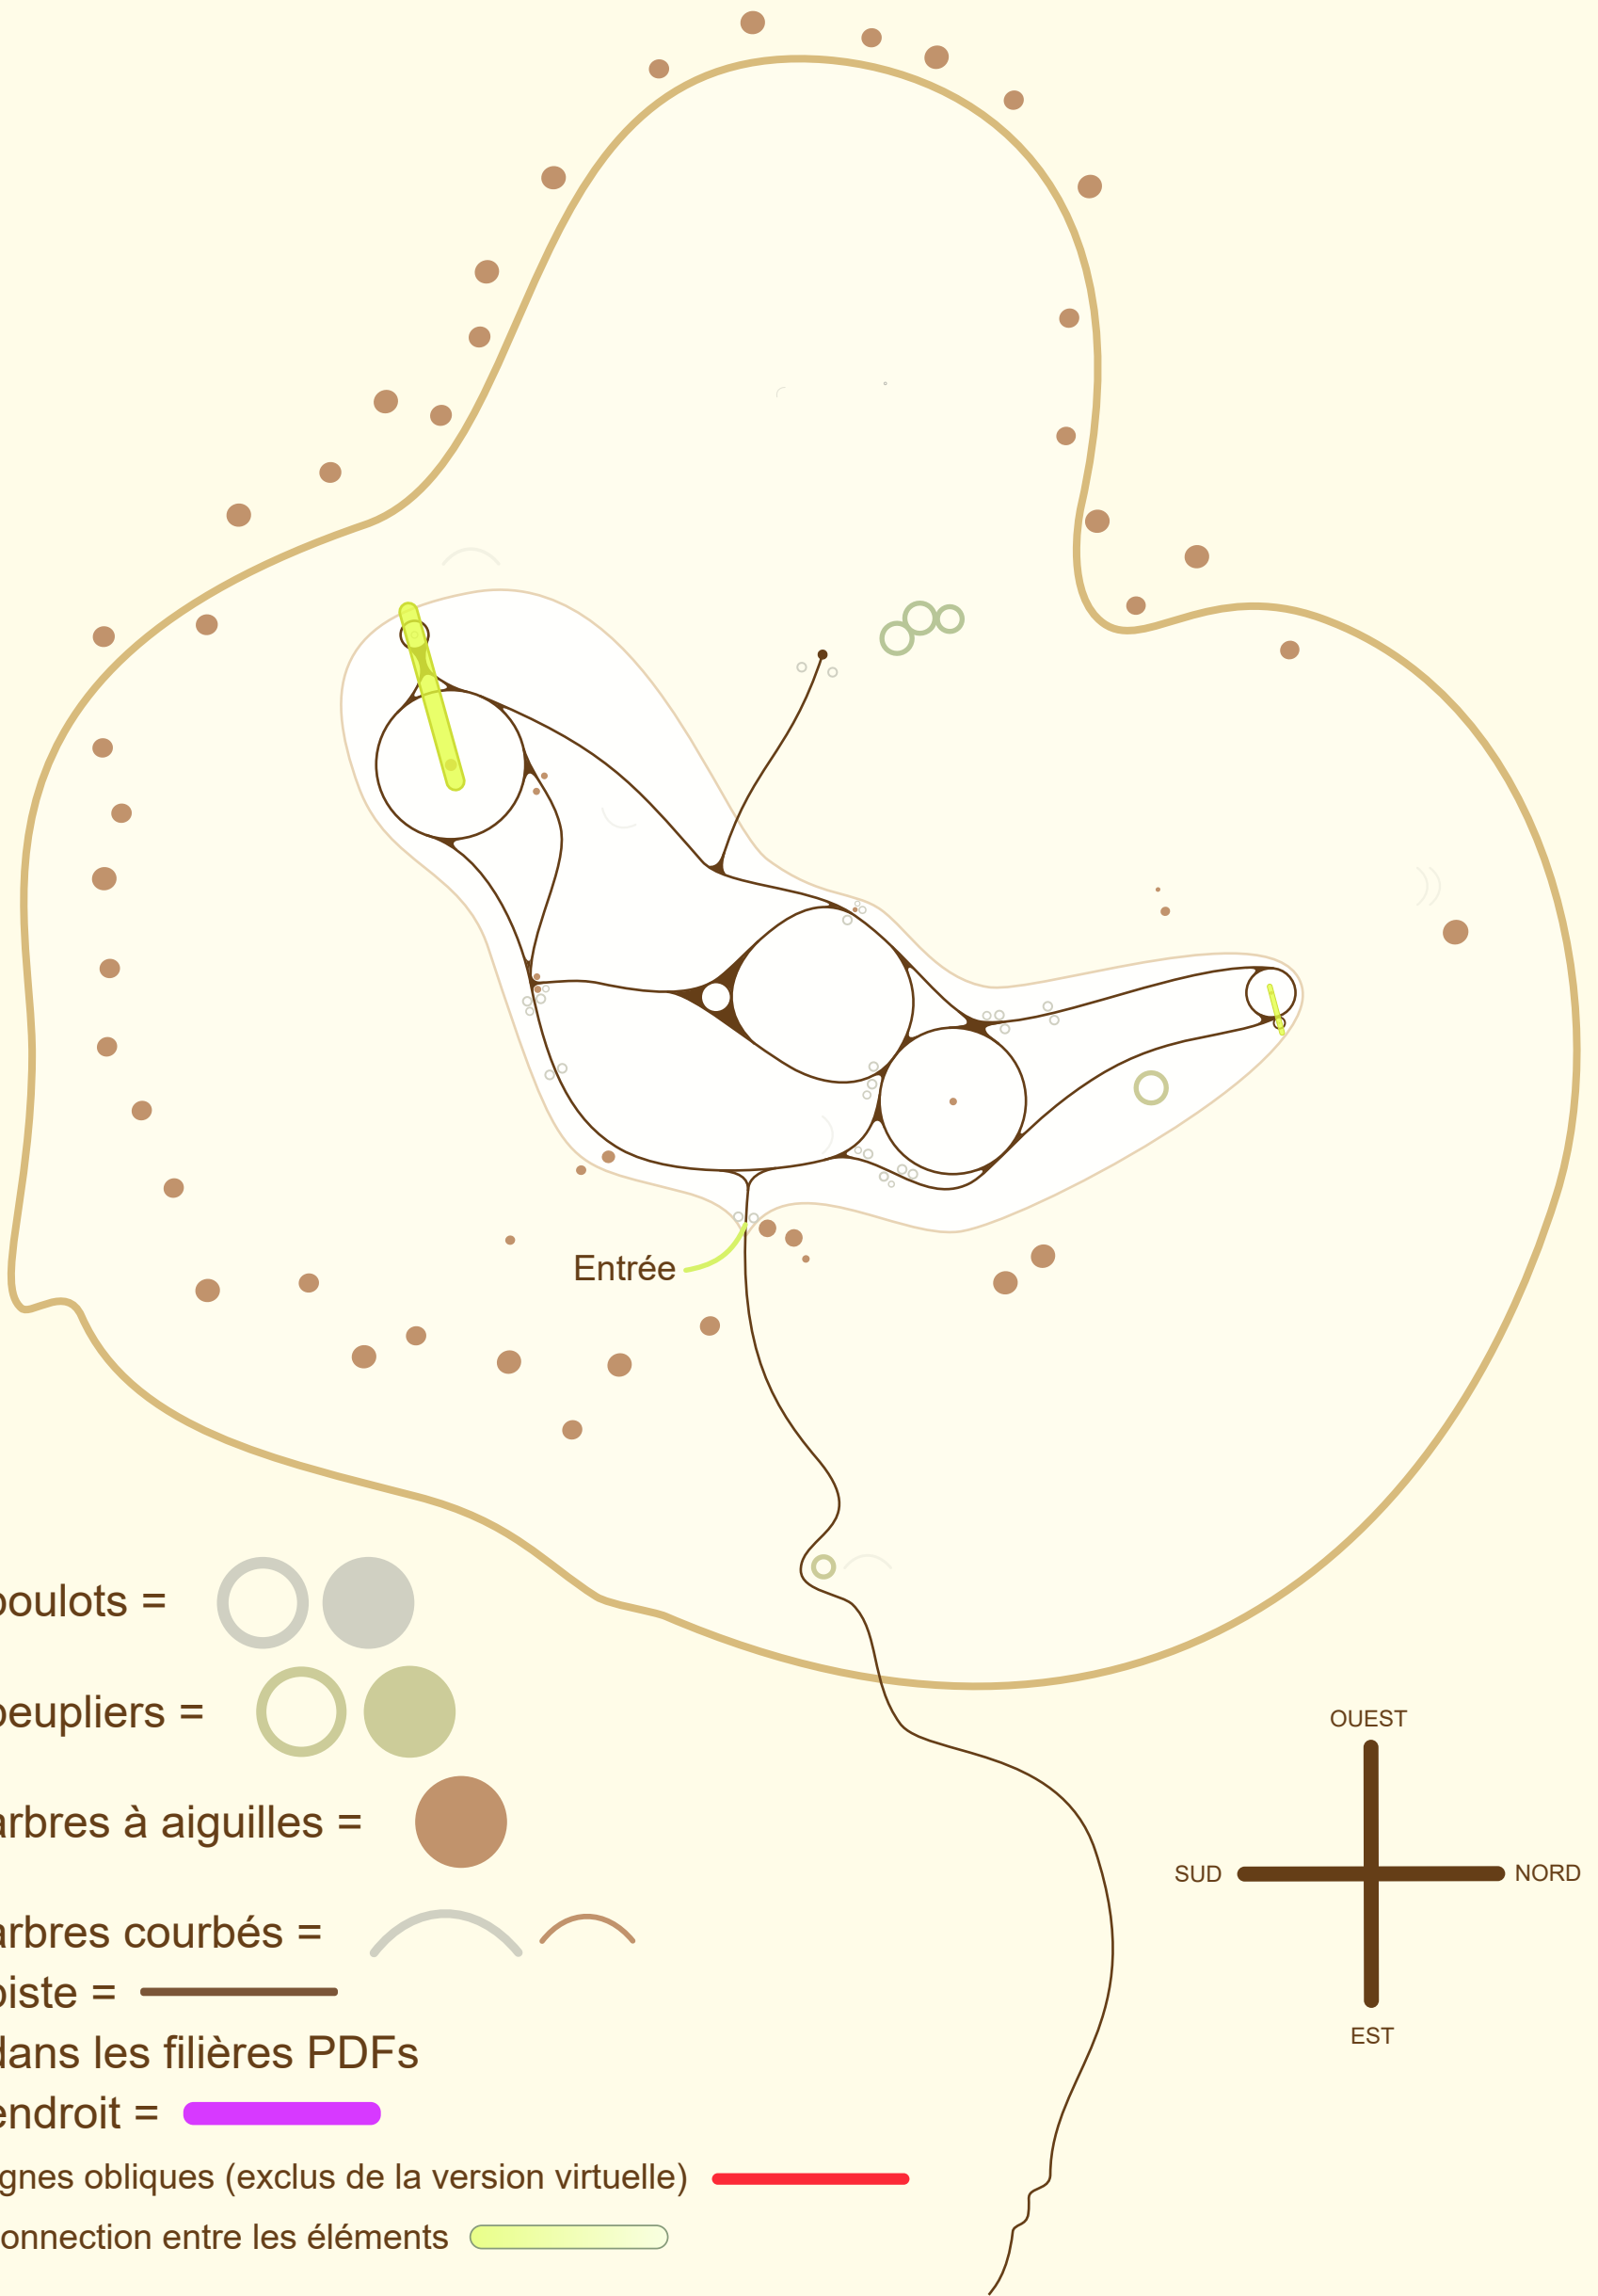 Entrée
boulots =
peupliers =
arbres à aiguilles =
arbres courbés =
piste =
dans les filières PDFs
endroit =
ignes obliques (exclus de la version virtuelle)
onnection entre les éléments
OUEST
SUD
NORD
EST